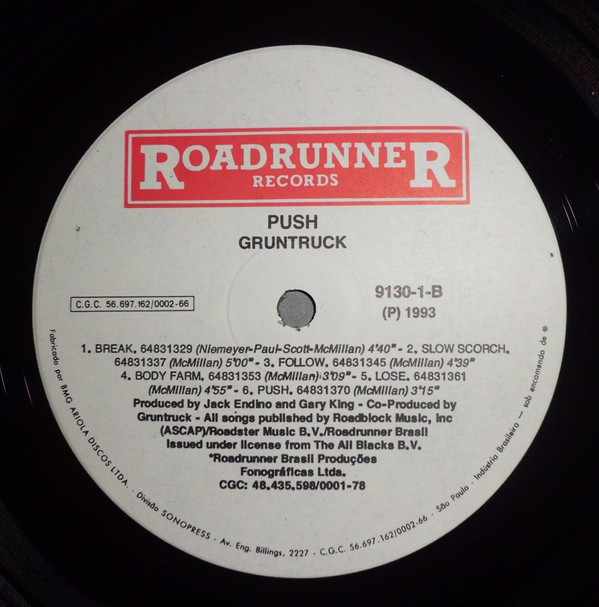 ROADRUNNER
RECORDS
PUSH
GRUNTRUCK
C.G.C. 56.697.162/0002-66
9130-1-B
(P) 1993
1. BREAK. 64831329 (Niemeyer-Paul-Scott-McMillan) 4'40" - 2. SLOW SCORCH.
64831337 (McMillan) 5'00" - 3. FOLLOW. 64831345 (McMillan) 4'39"
4. BODY FARM. 64831353 (McMillan) 3'09" - 5. LOSE. 64831361
(McMillan) 4'55" - 6. PUSH. 64831370 (McMillan) 3'15"
Produced by Jack Endino and Gary King - Co-Produced by
Gruntruck - All songs published by Roadblock Music, Inc
(ASCAP)/Roadster Music B.V./Roadrunner Brasil
Issued under license from The All Blacks B.V.
*Roadrunner Brasil Produções
Fonográficas Ltda.
CGC: 48.435.598/0001-78
Fabricado por BMG ARIOLA DISCOS LTDA. - Divisão SONOPRESS - Av. Eng. Billings, 2227 - C.G.C. 56.697.162/0002-66 - São Paulo - Indústria Brasileira - sob encomenda de *